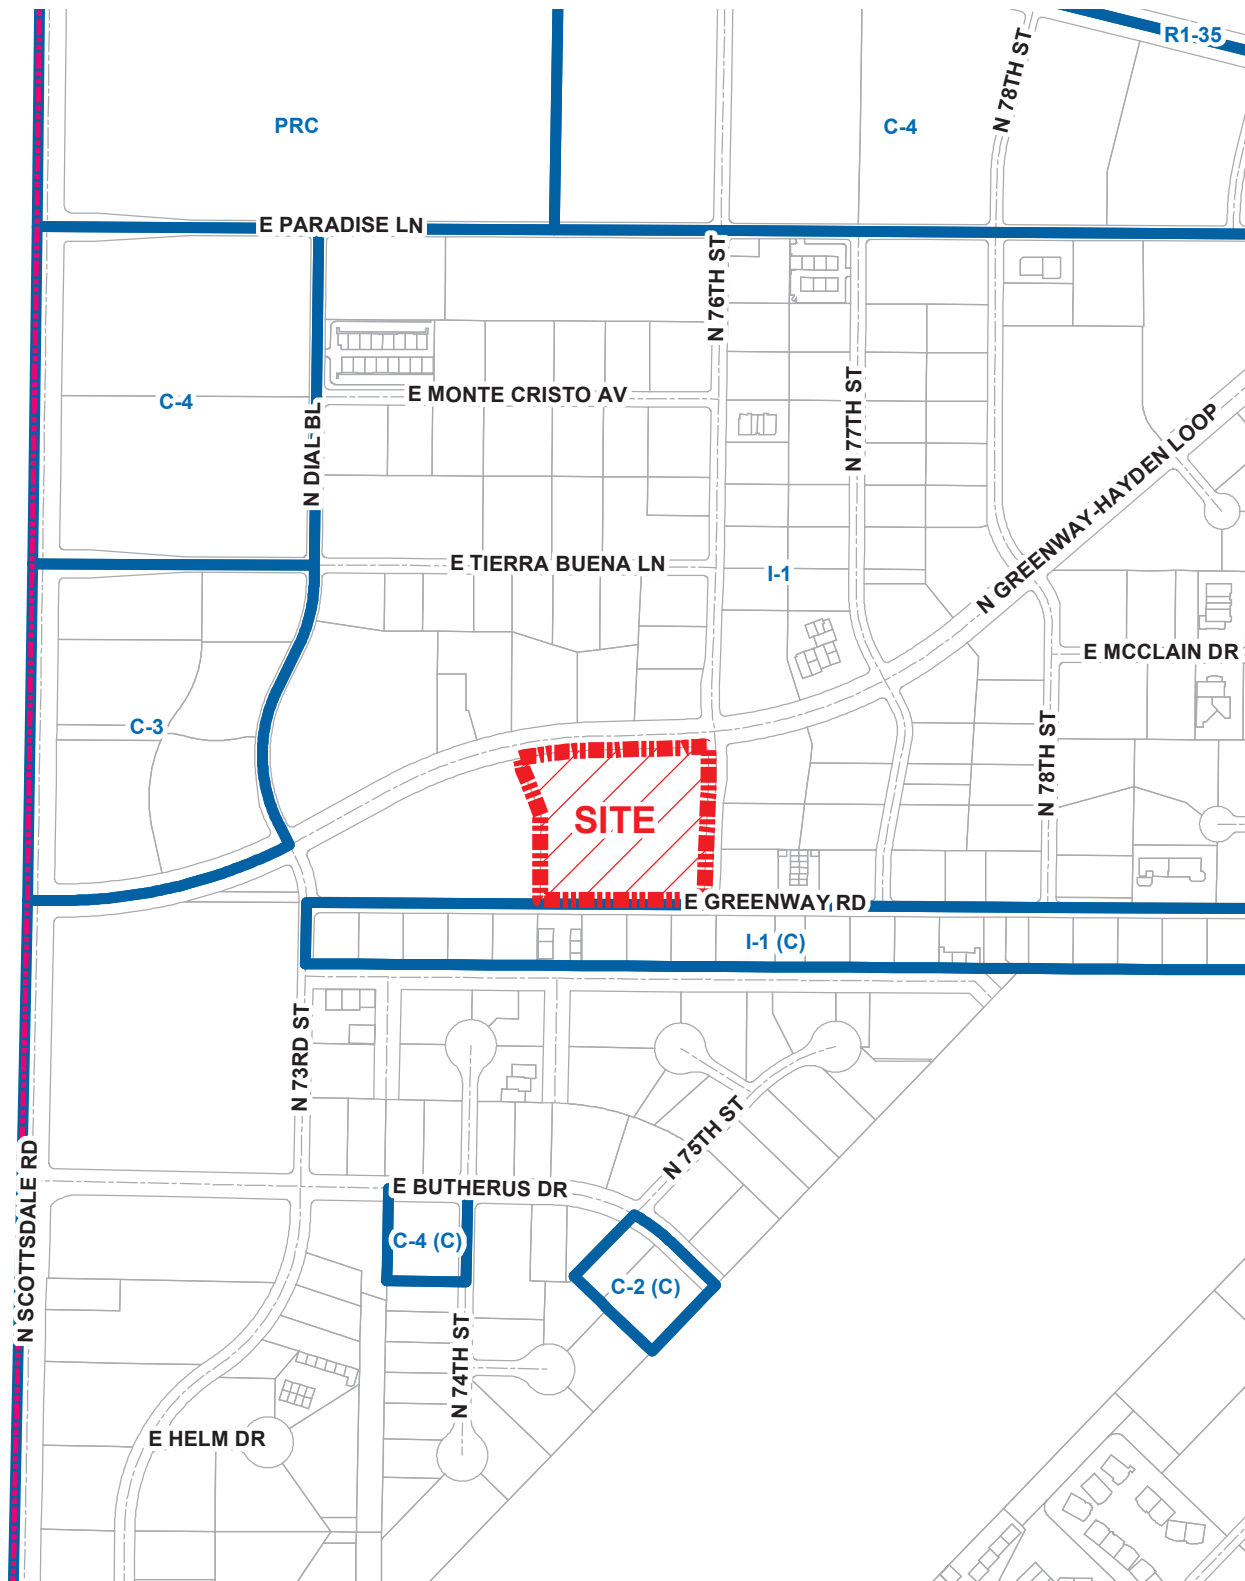 R1-35
N 78TH ST
PRC
C-4
E PARADISE LN
N 76TH ST
E MONTE CRISTO AV
C-4
N DIAL BL
N 77TH ST
N GREENWAY-HAYDEN LOOP
E TIERRA BUENA LN
I-1
E MCCLAIN DR
C-3
N 78TH ST
SITE
E GREENWAY RD
I-1 (C)
N 73RD ST
N 75TH ST
N SCOTTSDALE RD
E BUTHERUS DR
C-4 (C)
C-2 (C)
N 74TH ST
E HELM DR